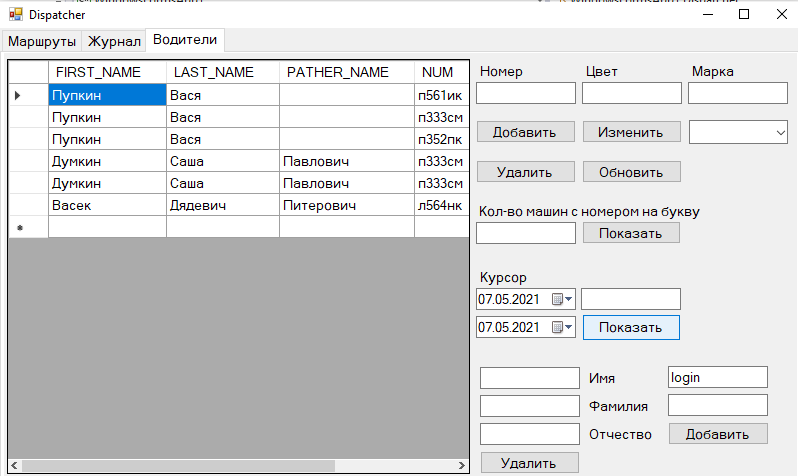 Dispatcher
Маршруты Журнал Водители
FIRST_NAME LAST_NAME PATHER_NAME NUM
Пупкин Вася п561ик
Пупкин Вася п333см
Пупкин Вася п352пк
Думкин Саша Павлович п333см
Думкин Саша Павлович п333см
Васек Дядевич Питерович л564нк
Номер Цвет Марка
Добавить Изменить
Удалить Обновить
Кол-во машин с номером на букву
Показать
Курсор
07.05.2021
07.05.2021 Показать
Имя login
Фамилия
Отчество Добавить
Удалить